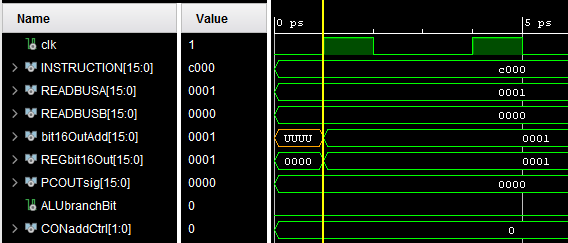 Name Value 0 ps 5 ps
clk 1
INSTRUCTION[15:0] c000 c000
READBUSA[15:0] 0001 0001
READBUSB[15:0] 0000 0000
bit16OutAdd[15:0] 0001 UUUU 0001
REGbit16Out[15:0] 0001 0000 0001
PCOUTsig[15:0] 0000 0000
ALUbranchBit 0
CONaddCtrl[1:0] 0 0